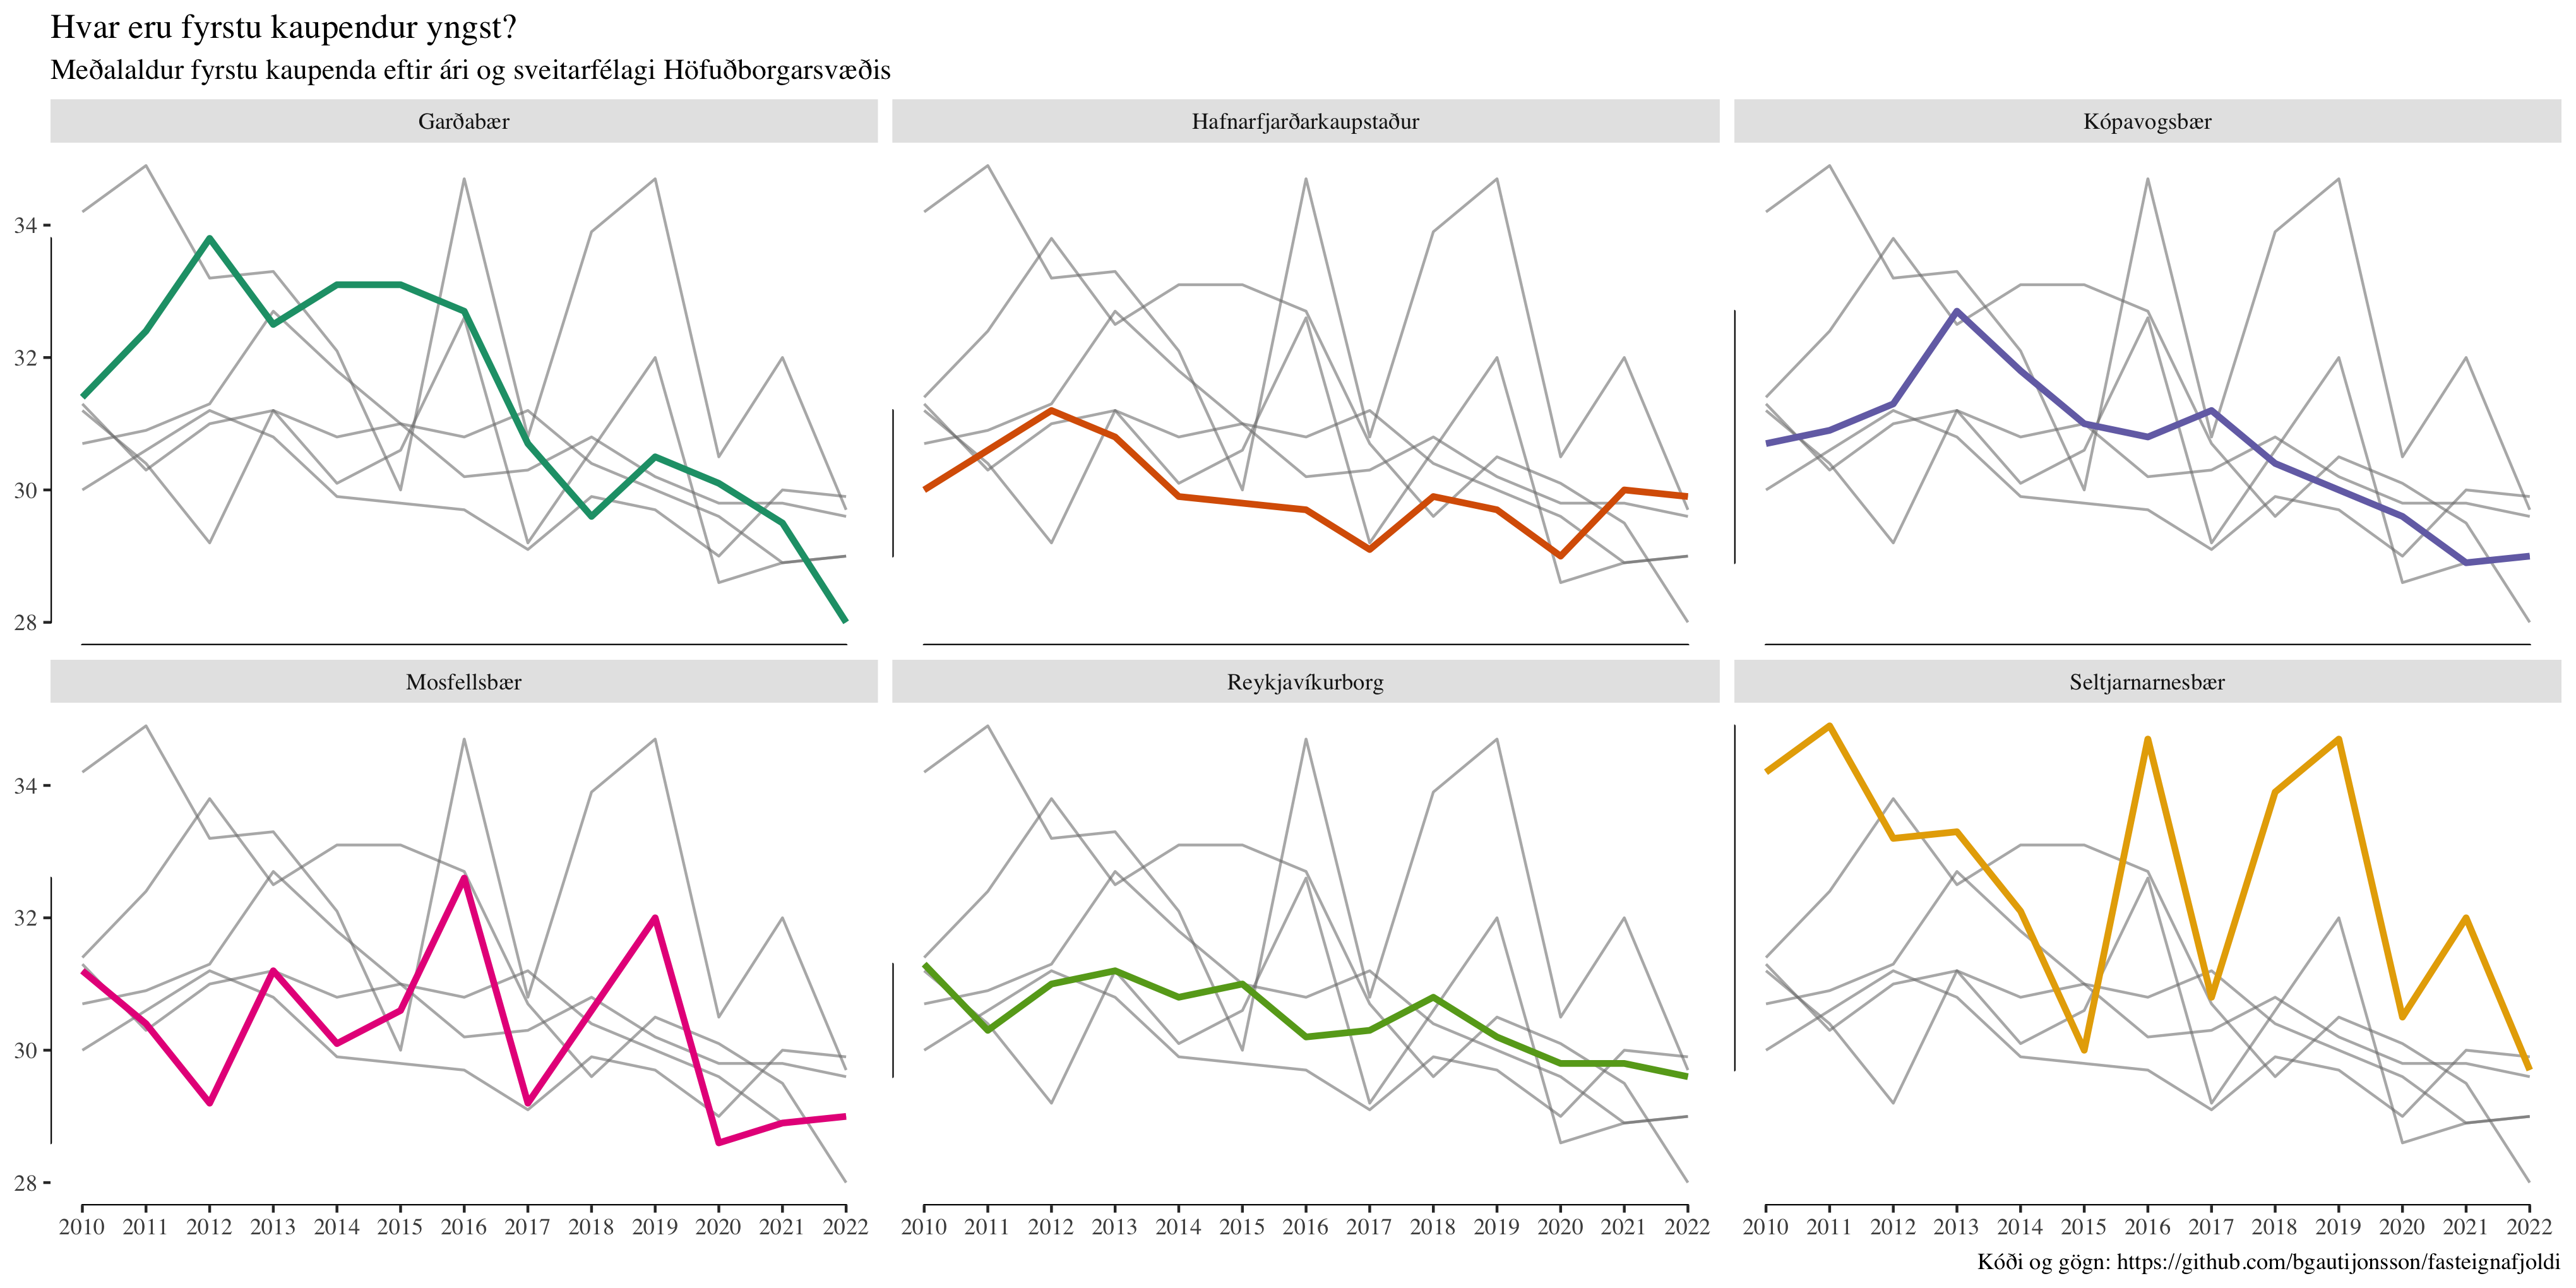 Hvar eru fyrstu kaupendur yngst?
Meðalaldur fyrstu kaupenda eftir ári og sveitarfélagi Höfuðborgarsvæðis
Garðabær
Hafnarfjarðarkaupstaður
Kópavogsbær
34
32
30
28
Mosfellsbær
Reykjavíkurborg
Seltjarnarnesbær
34
32
30
28
2010 2011 2012 2013 2014 2015 2016 2017 2018 2019 2020 2021 2022
2010 2011 2012 2013 2014 2015 2016 2017 2018 2019 2020 2021 2022
2010 2011 2012 2013 2014 2015 2016 2017 2018 2019 2020 2021 2022
Kóði og gögn: https://github.com/bgautijonsson/fasteignafjoldi